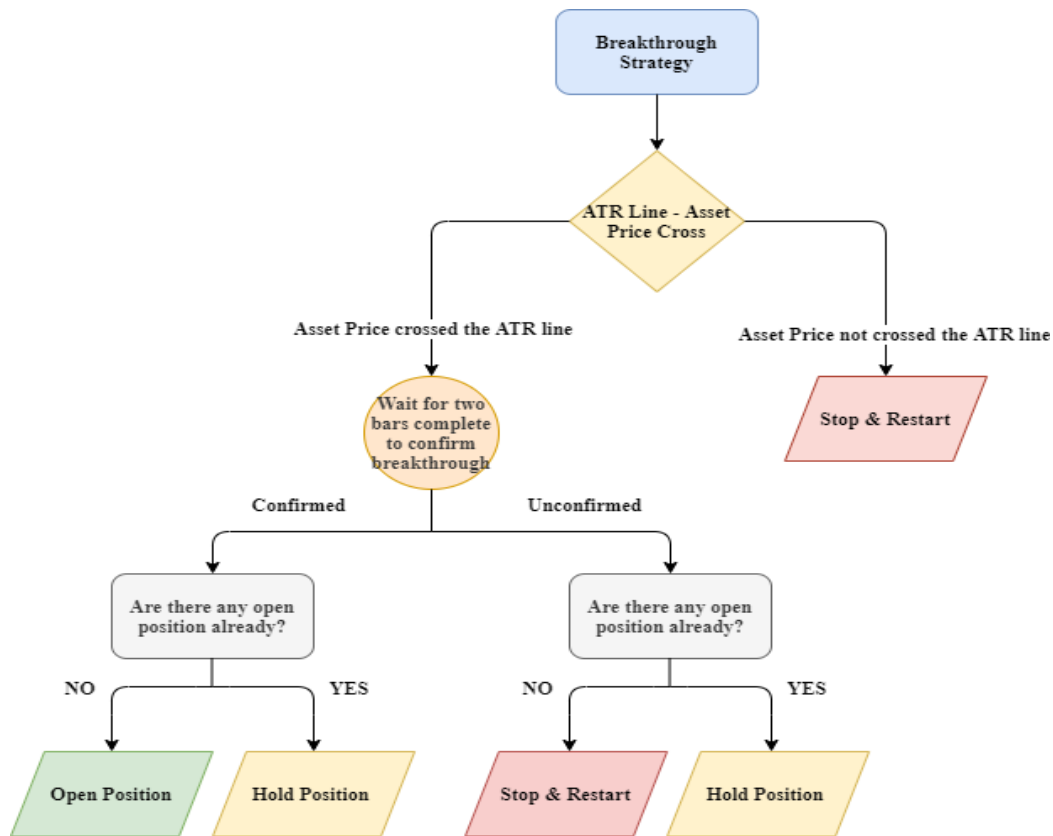 Breakthrough
Strategy
ATR Line - Asset
Price Cross
Asset Price crossed the ATR line
Asset Price not crossed the ATR line
Wait for two
bars complete
to confirm
breakthrough
Stop & Restart
Confirmed
Unconfirmed
Are there any open
position already?
Are there any open
position already?
NO
YES
NO
YES
Open Position
Hold Position
Stop & Restart
Hold Position